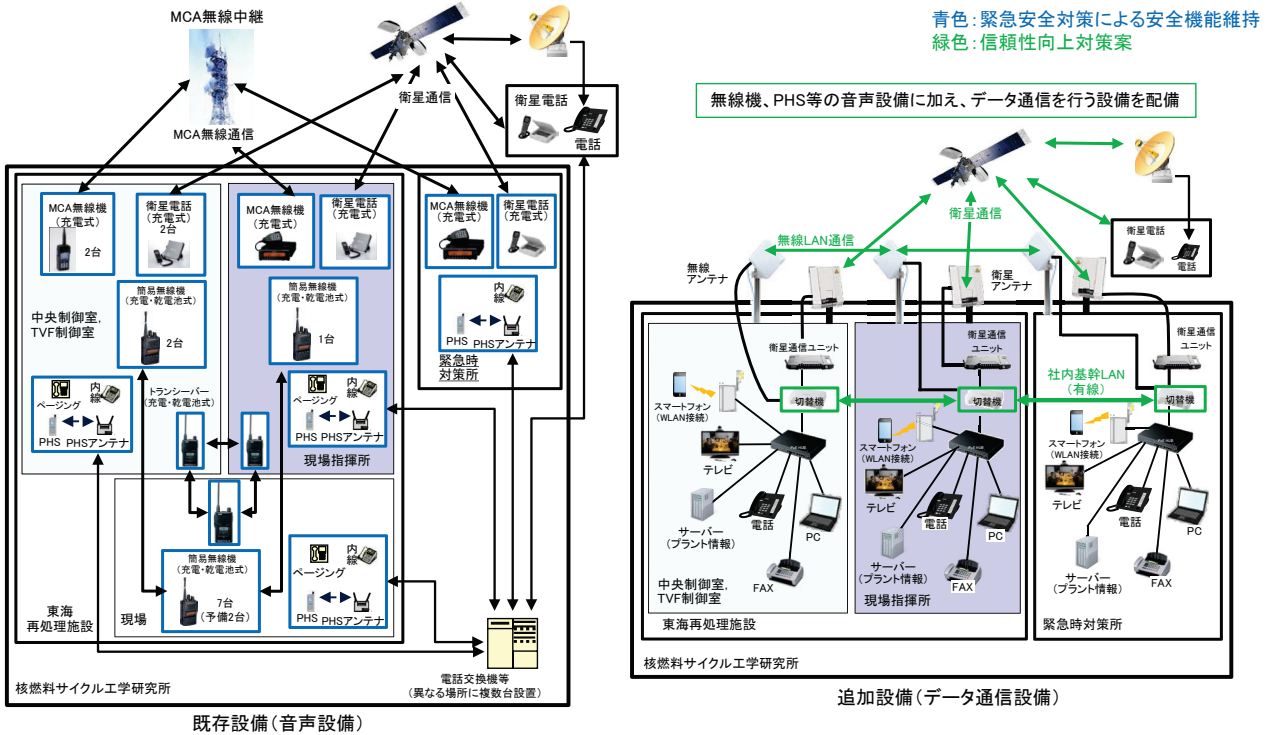 青色:緊急安全対策による安全機能維持
緑色:信頼性向上対策案
MCA無線中継
衛星通信
MCA無線通信
衛星電話
電話
MCA無線機
(充電式)
2台
衛星電話
(充電式)
2台
MCA無線機
(充電式)
衛星電話
(充電式)
MCA無線機
(充電式)
衛星電話
(充電式)
簡易無線機
(充電・乾電池式)
2台
中央制御室,
TVF制御室
簡易無線機
(充電・乾電池式)
1台
内線
PHS
PHSアンテナ
緊急時
対策所
ページング
内線
PHS
PHSアンテナ
トランシーバー
(充電・乾電池式)
ページング
内線
PHS
PHSアンテナ
現場指揮所
簡易無線機
(充電・乾電池式)
7台
(予備2台)
ページング
内線
PHS
PHSアンテナ
現場
東海
再処理施設
電話交換機等
(異なる場所に複数台設置)
核燃料サイクル工学研究所
既存設備(音声設備)
無線機、PHS等の音声設備に加え、データ通信を行う設備を配備
衛星通信
無線LAN通信
衛星電話
電話
無線
アンテナ
衛星
アンテナ
衛星通信ユニット
衛星通信
ユニット
衛星通信
ユニット
社内基幹LAN
(有線)
切替機
切替機
切替機
スマートフォン
(WLAN接続)
PoE HUB
テレビ
サーバー
(プラント情報)
電話
PC
FAX
中央制御室,
TVF制御室
スマートフォン
(WLAN接続)
PoE HUB
テレビ
サーバー
(プラント情報)
電話
PC
FAX
現場指揮所
スマートフォン
(WLAN接続)
PoE HUB
テレビ
サーバー
(プラント情報)
電話
PC
FAX
東海再処理施設
緊急時対策所
核燃料サイクル工学研究所
追加設備(データ通信設備)